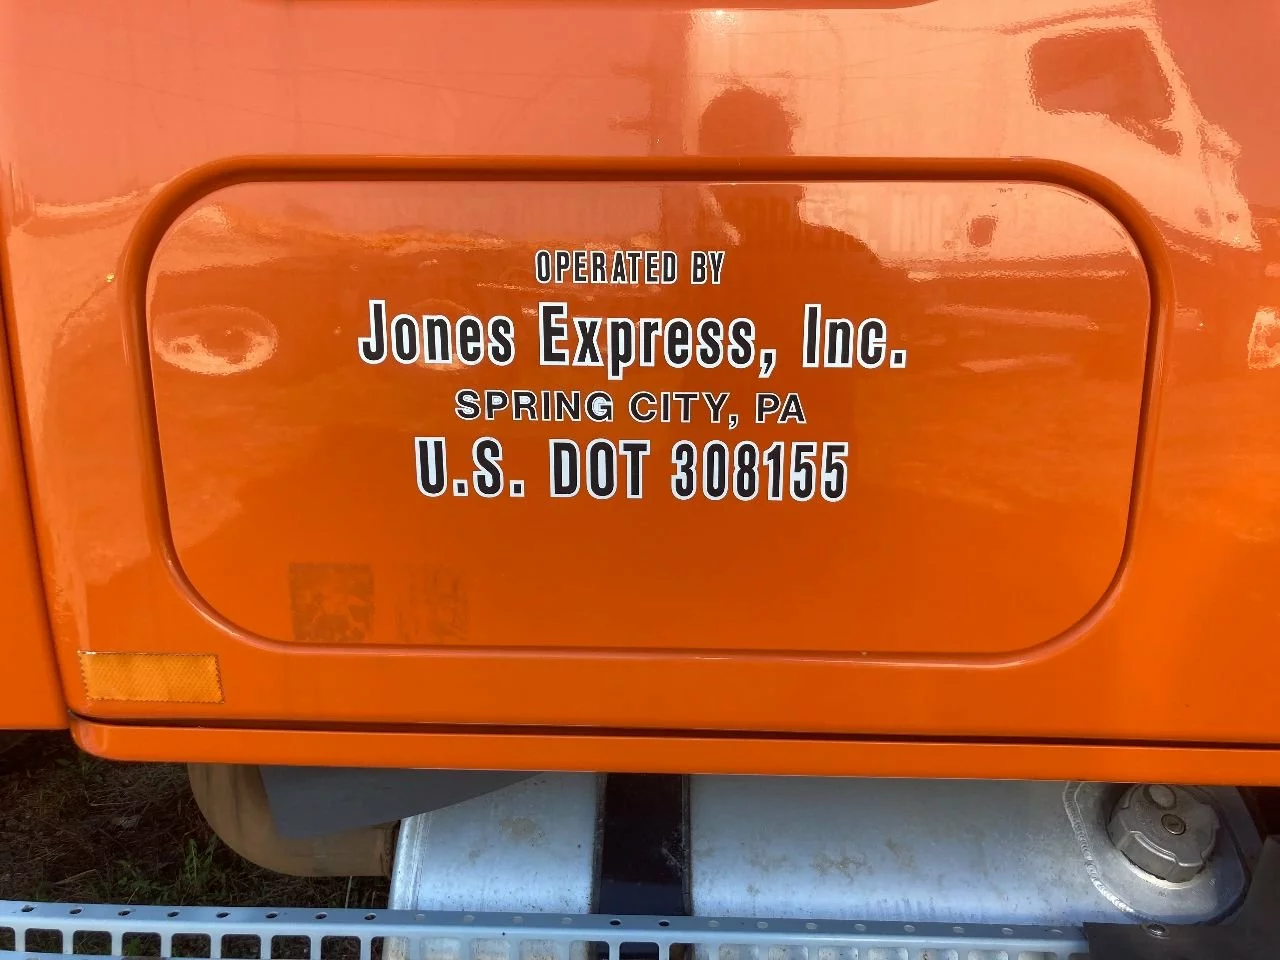 OPERATED BY
Jones Express, Inc.
SPRING CITY, PA
U.S. DOT 308155